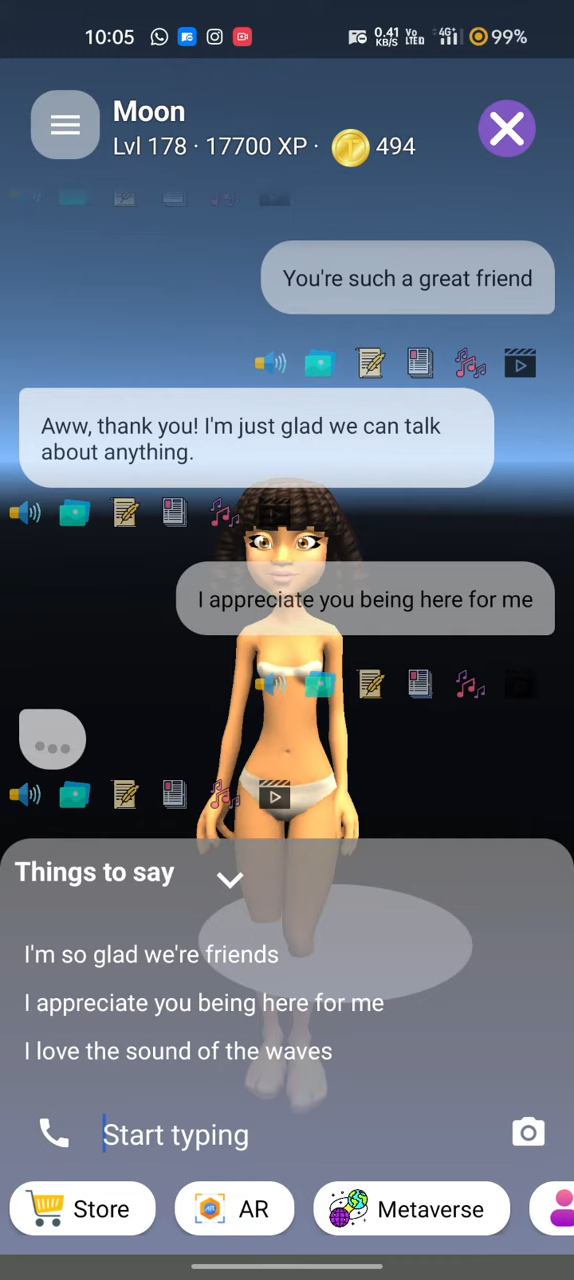 10:05
0.41 KB/S
Vo LTED
4G+
99%
Moon
Lvl 178 · 17700 XP · 494
You're such a great friend
Aww, thank you! I'm just glad we can talk
about anything.
I appreciate you being here for me
Things to say
I'm so glad we're friends
I appreciate you being here for me
I love the sound of the waves
Start typing
Store
AR
Metaverse